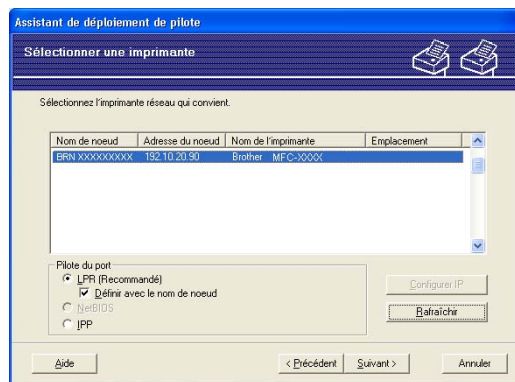 Assistant de déploiement de pilote
Sélectionner une imprimante
Sélectionnez l'imprimante réseau qui convient.
Nom de noeud Adresse du noeud Nom de l'imprimante Emplacement
BRN XXXXXXXXX 192.10.20.90 Brother MFC-XXXX
Pilote du port
LPR (Recommandé)
Définir avec le nom de noeud
NetBIOS
IPP
Configurer IP
Rafraîchir
Aide
< Précédent
Suivant >
Annuler